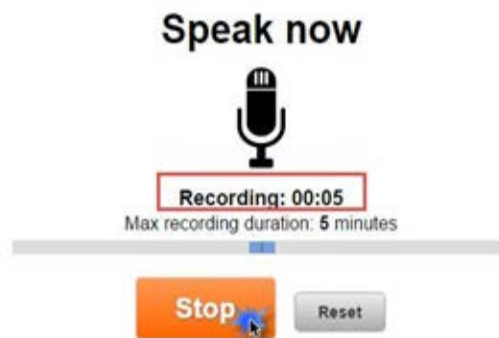 Speak now
Recording: 00:05
Max recording duration: 5 minutes
Stop
Reset